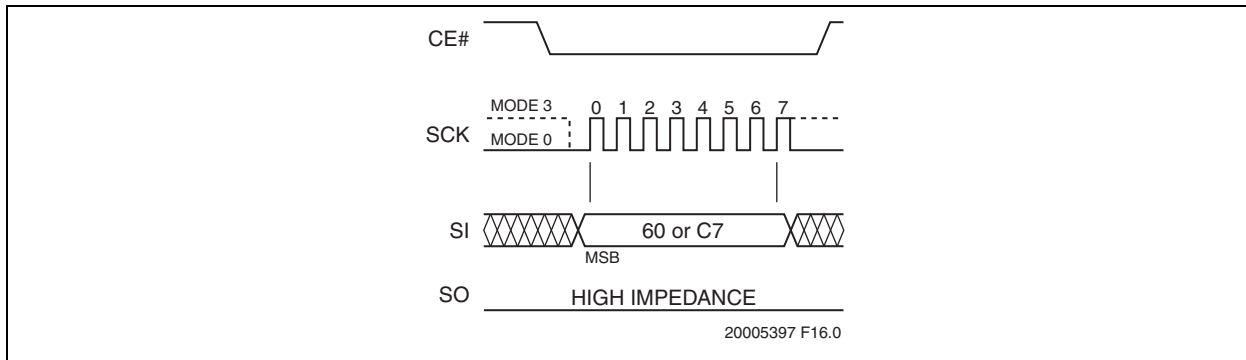 CE#
MODE 3 0 1 2 3 4 5 6 7
SCK
MODE 0
SI 60 or C7
MSB
SO HIGH IMPEDANCE
20005397 F16.0